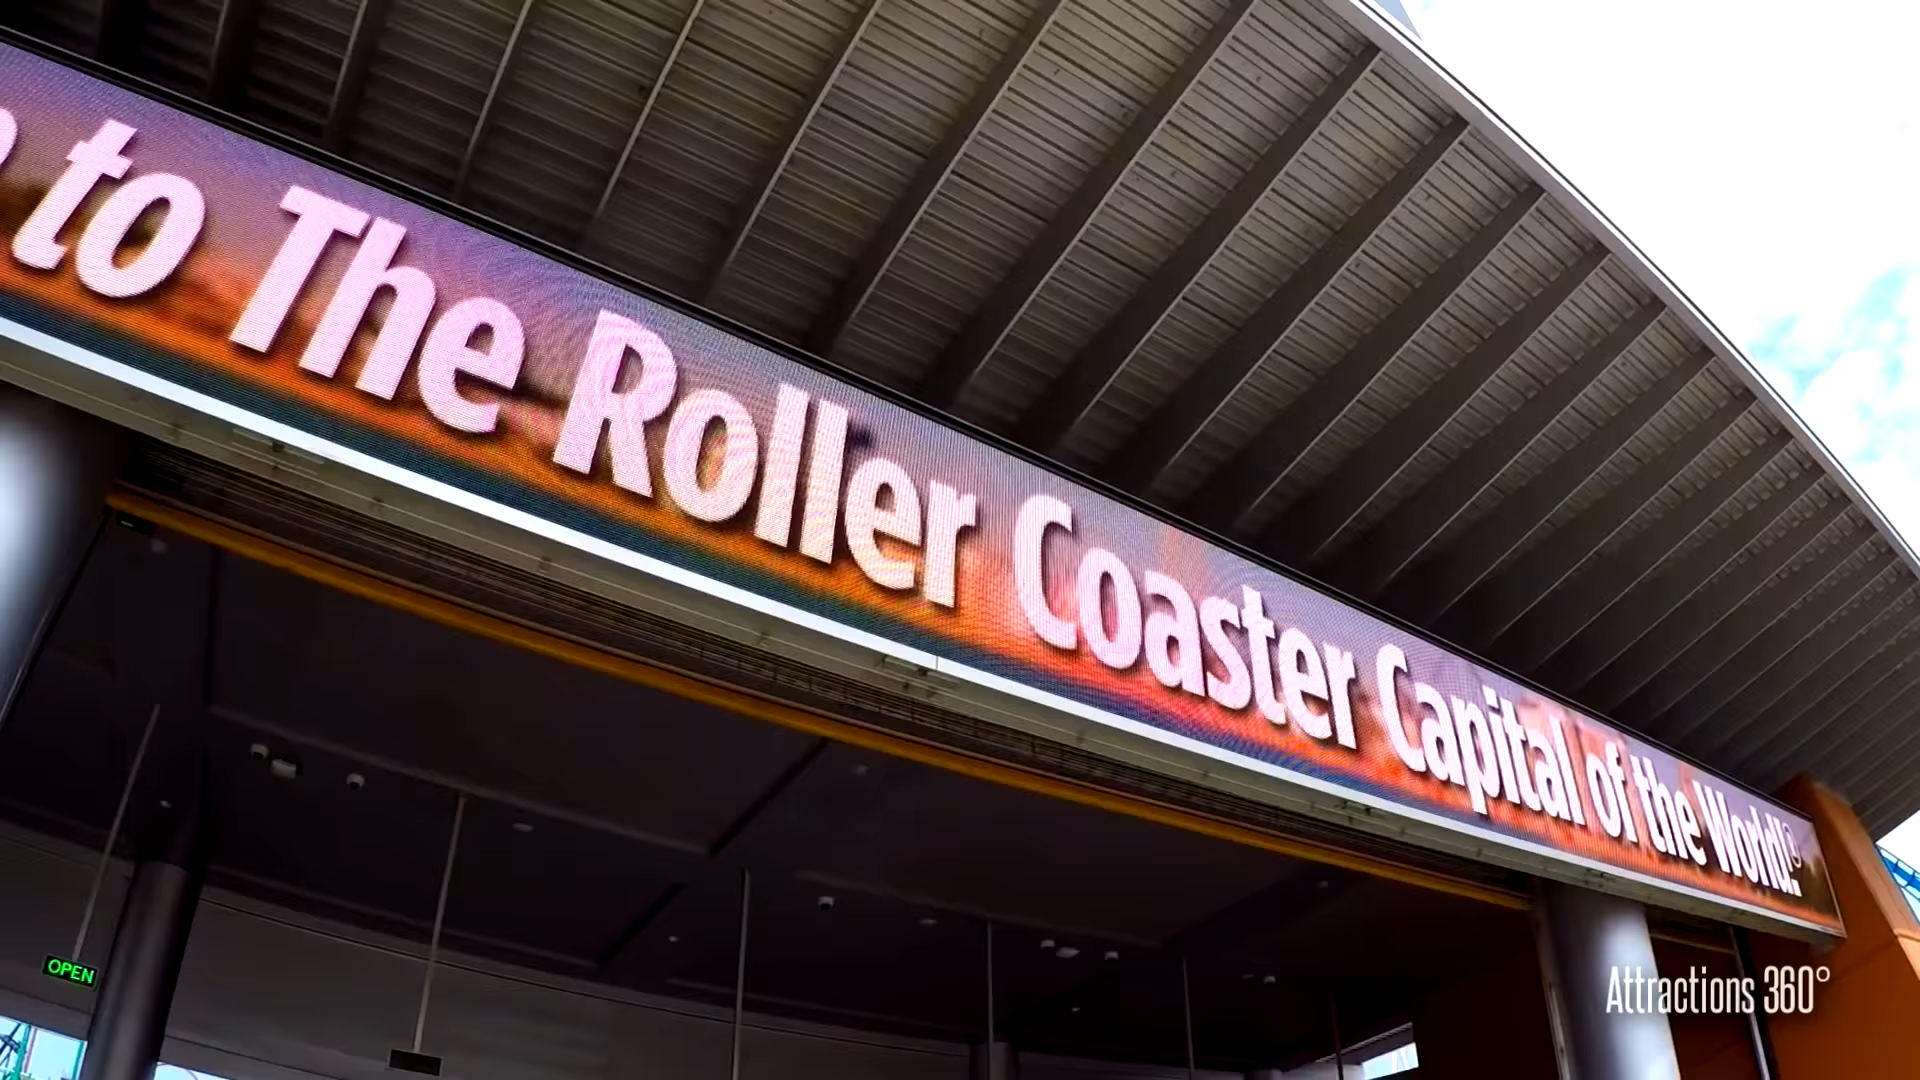 to The Roller Coaster Capital of the World!®
OPEN
Attractions 360°